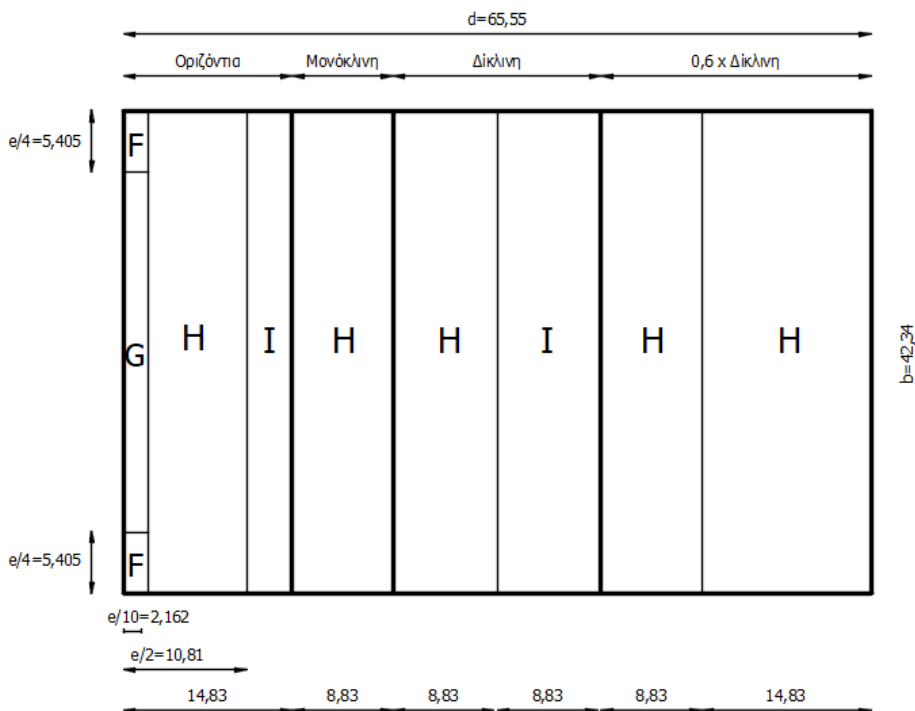 d=65,55
Οριζόντια Μονόκλινη Δίκλινη 0,6 x Δίκλινη
e/4=5,405
F
H I H H I H H
G
b=42,34
e/4=5,405
F
e/10=2,162
e/2=10,81
14,83 8,83 8,83 8,83 8,83 14,83